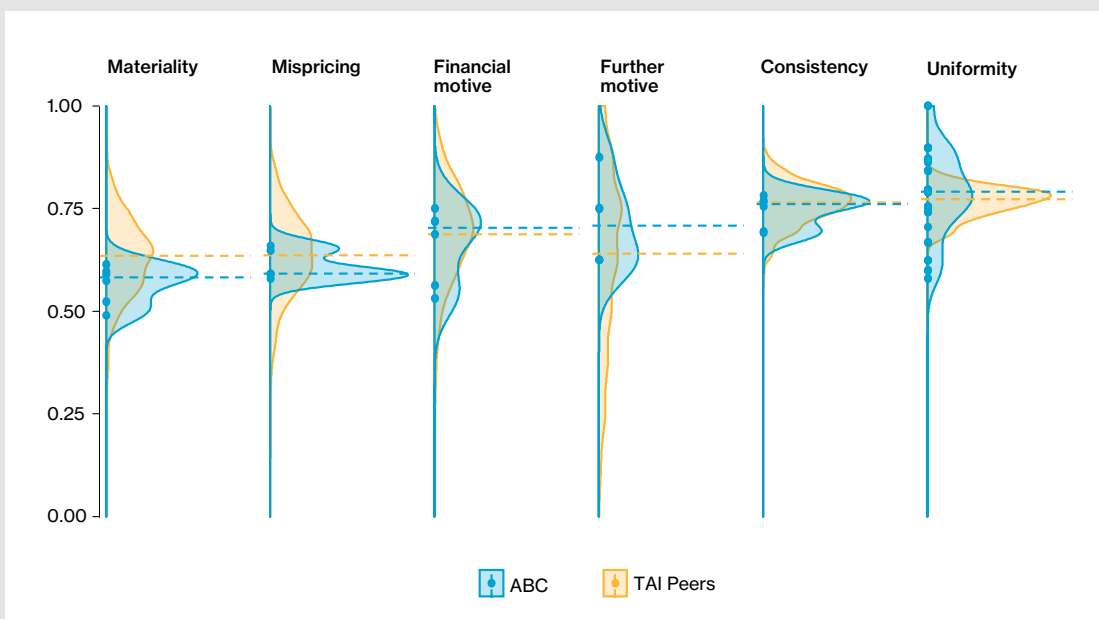 Materiality
Mispricing
Financial
motive
Further
motive
Consistency
Uniformity
1.00
0.75
0.50
0.25
0.00
ABC
TAI Peers